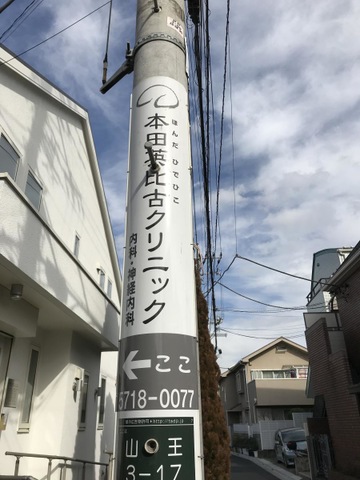 本田英比古クリニック
ほんだ ひでひこ
内科・神経内科
ここ
5718-0077
山王
3-17